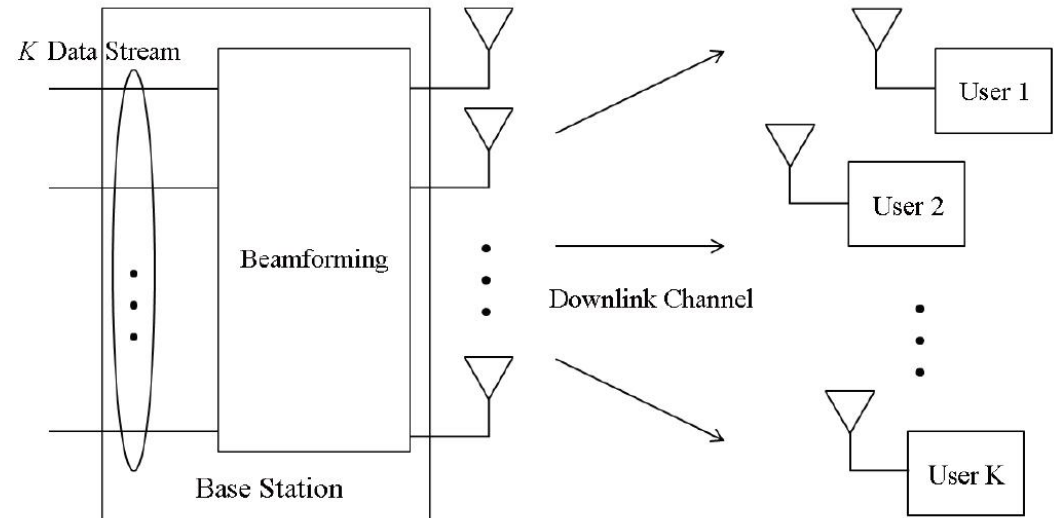 K Data Stream
Beamforming
Base Station
Downlink Channel
User 1
User 2
User K